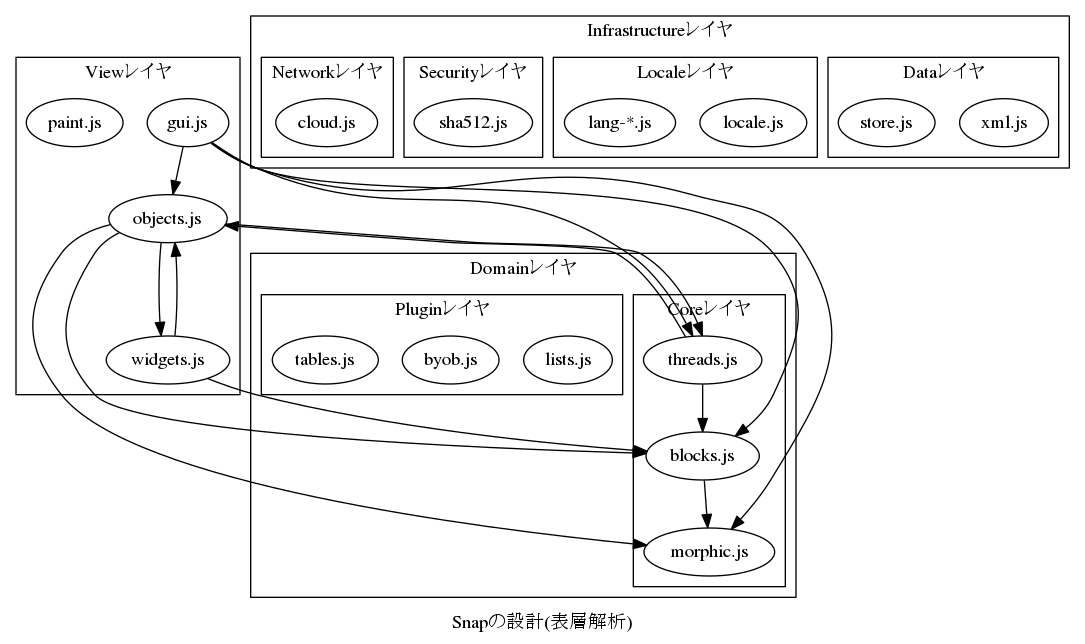 Infrastructureレイヤ
Viewレイヤ
Networkレイヤ
Securityレイヤ
Localeレイヤ
Dataレイヤ
paint.js
gui.js
cloud.js
sha512.js
lang-*.js
locale.js
store.js
xml.js
objects.js
Domainレイヤ
Pluginレイヤ
Coreレイヤ
widgets.js
tables.js
byob.js
lists.js
threads.js
blocks.js
morphic.js
Snapの設計(表層解析)